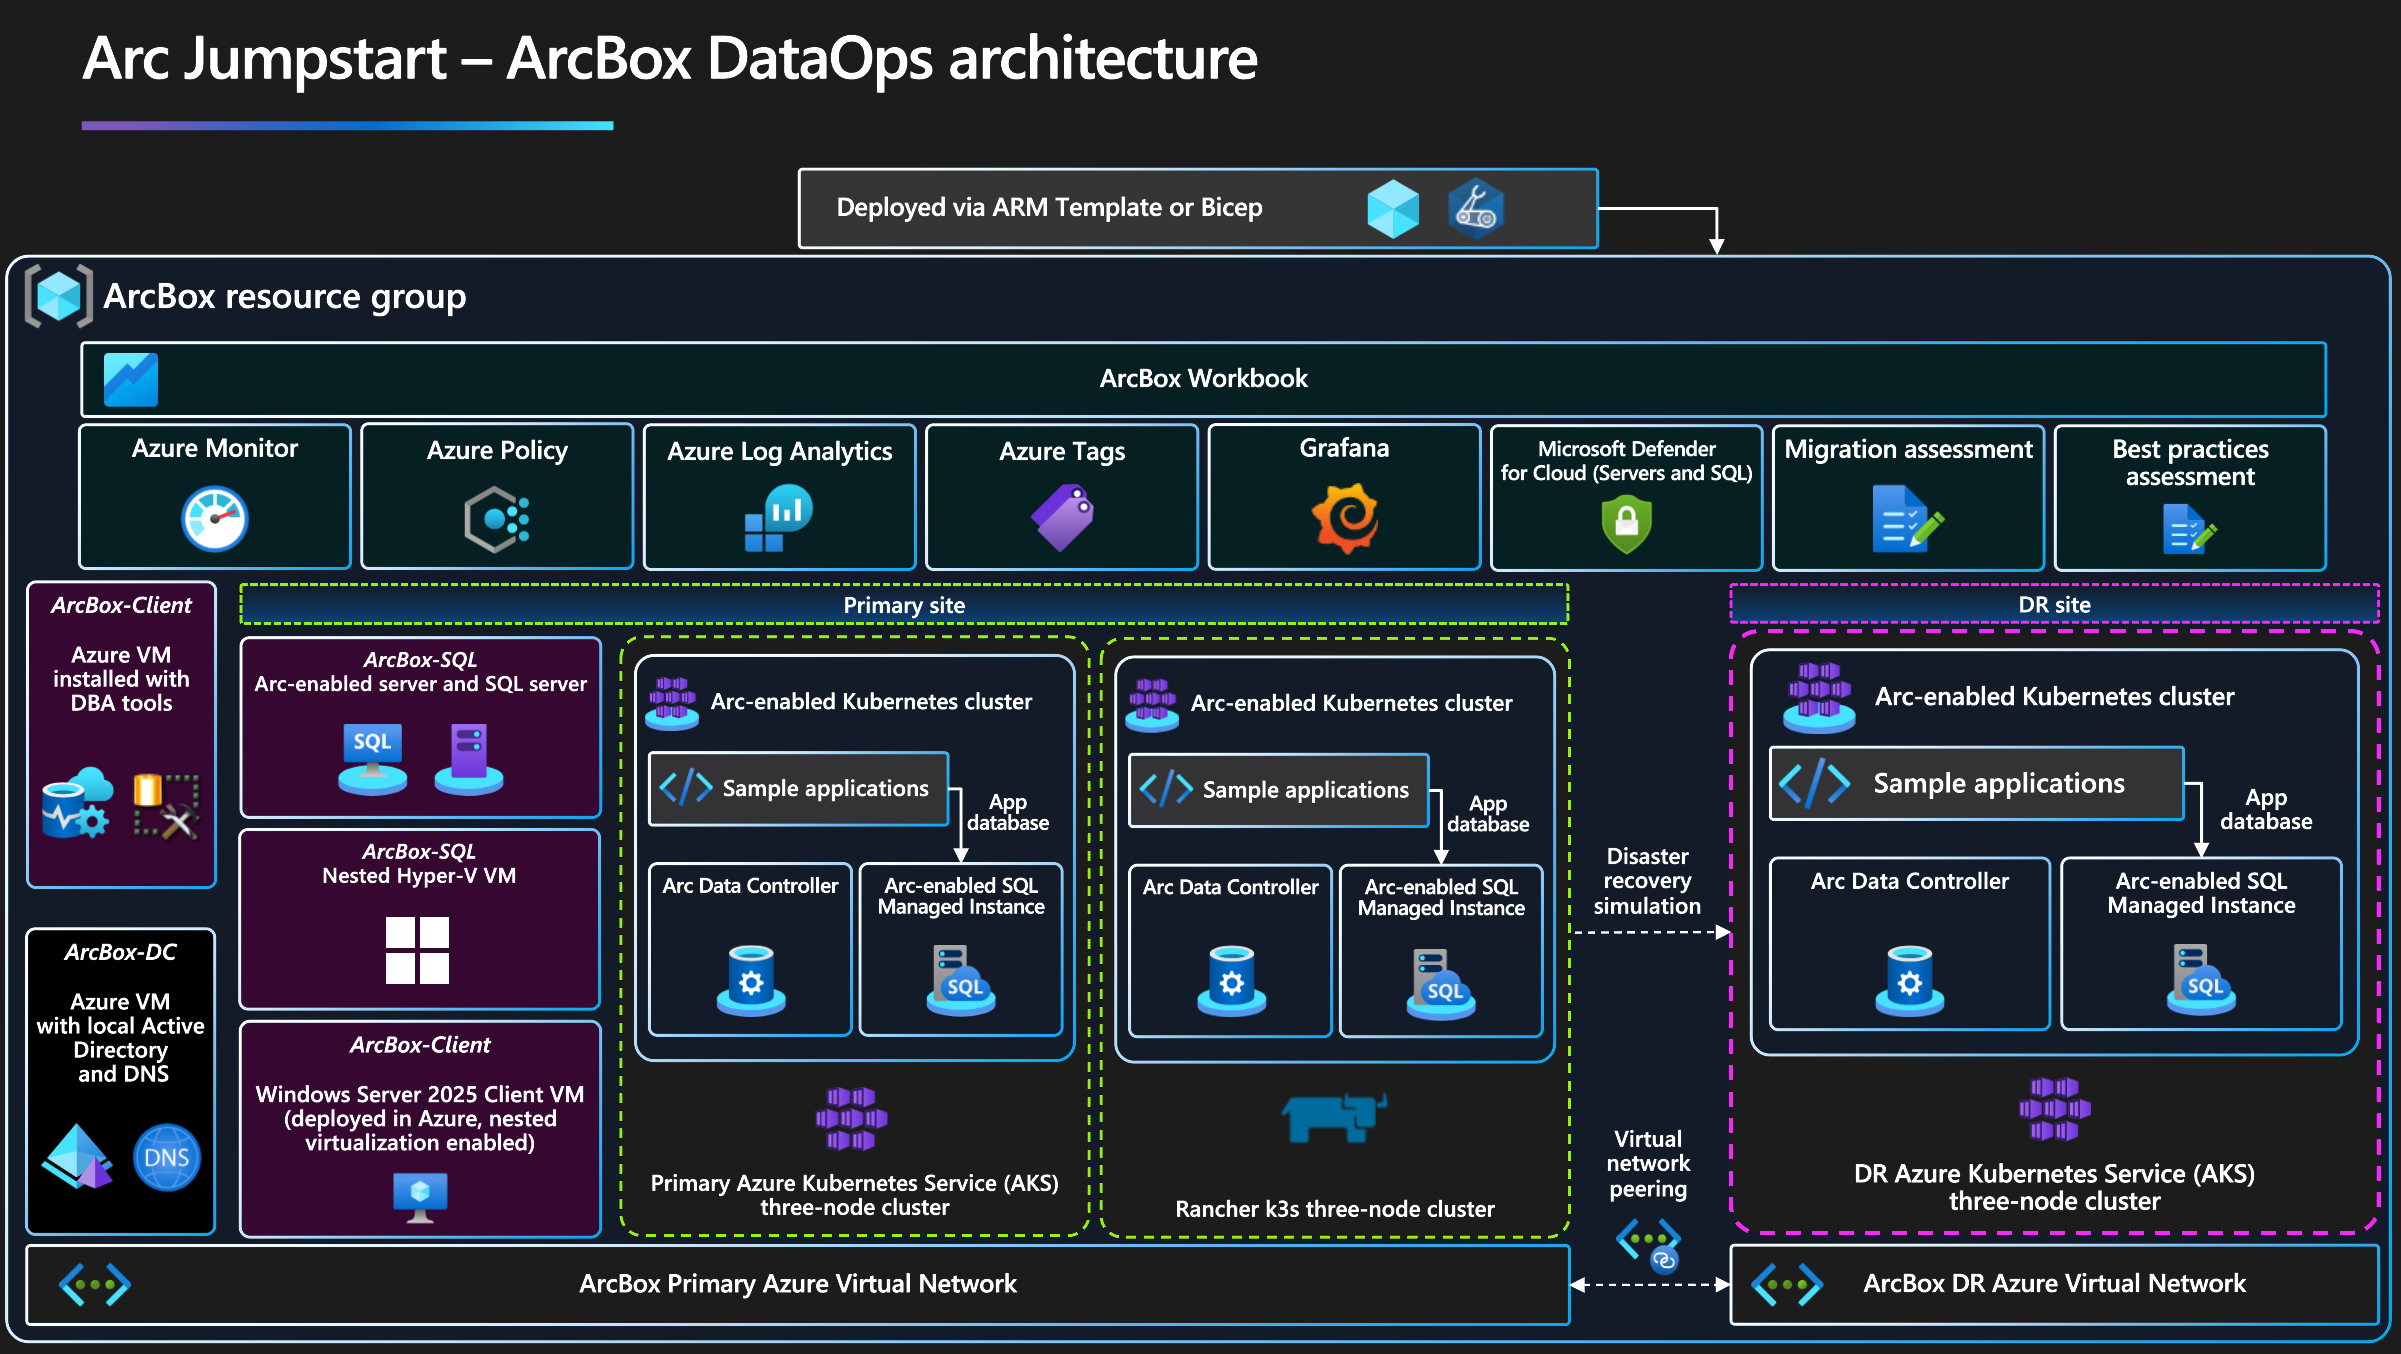 Arc Jumpstart – ArcBox DataOps architecture
Deployed via ARM Template or Bicep
ArcBox resource group
ArcBox Workbook
Azure Monitor
Azure Policy
Azure Log Analytics
Azure Tags
Grafana
Microsoft Defender
for Cloud (Servers and SQL)
Migration assessment
Best practices
assessment
ArcBox-Client
Azure VM
installed with
DBA tools
ArcBox-DC
Azure VM
with local Active
Directory
and DNS
DNS
Primary site
ArcBox-SQL
Arc-enabled server and SQL server
SQL
ArcBox-SQL
Nested Hyper-V VM
ArcBox-Client
Windows Server 2025 Client VM
(deployed in Azure, nested
virtualization enabled)
Arc-enabled Kubernetes cluster
Sample applications
App
database
Arc Data Controller
Arc-enabled SQL
Managed Instance
SQL
Primary Azure Kubernetes Service (AKS)
three-node cluster
Arc-enabled Kubernetes cluster
Sample applications
App
database
Arc Data Controller
Arc-enabled SQL
Managed Instance
SQL
Rancher k3s three-node cluster
Disaster
recovery
simulation
Virtual
network
peering
DR site
Arc-enabled Kubernetes cluster
Sample applications
App
database
Arc Data Controller
Arc-enabled SQL
Managed Instance
SQL
DR Azure Kubernetes Service (AKS)
three-node cluster
ArcBox Primary Azure Virtual Network
ArcBox DR Azure Virtual Network